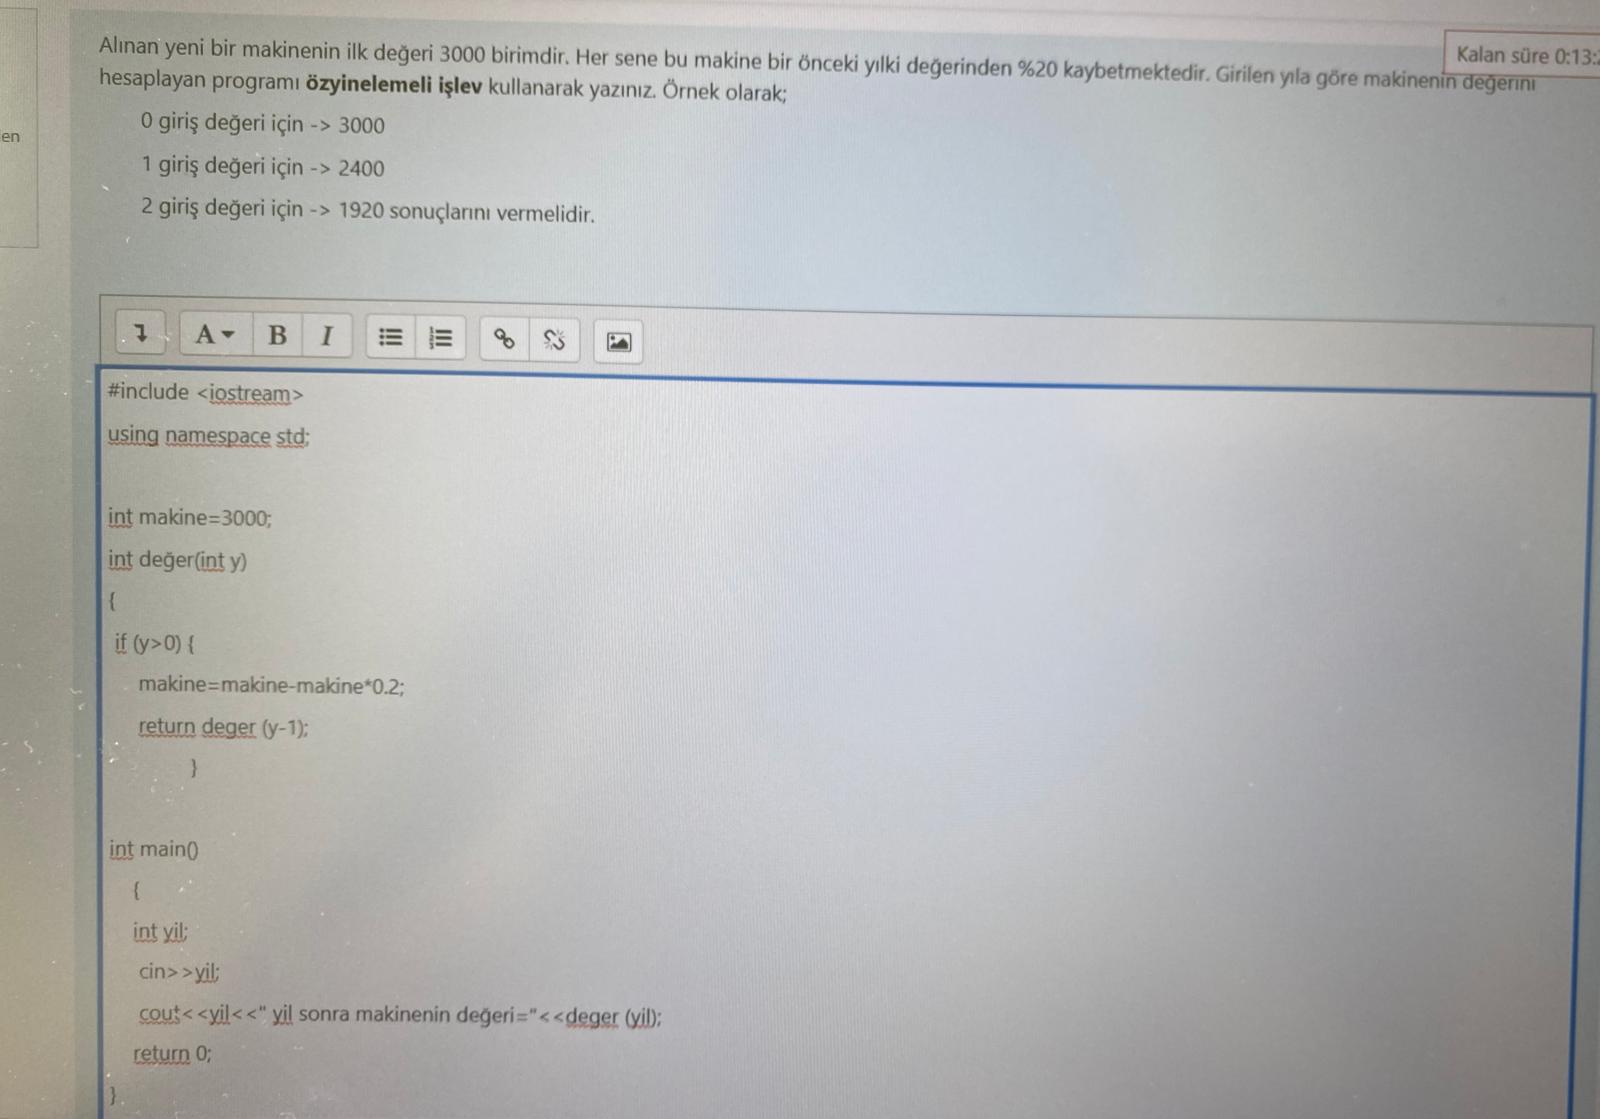 Alınan yeni bir makinenin ilk değeri 3000 birimdir. Her sene bu makine bir önceki yılki değerinden %20 kaybetmektedir. Girilen yıla göre makinenin değerini
Kalan süre 0:13:
hesaplayan programı özyinelemeli işlev kullanarak yazınız. Örnek olarak;
0 giriş değeri için -> 3000
en
1 giriş değeri için -> 2400
2 giriş değeri için -> 1920 sonuçlarını vermelidir.
A B I
#include <iostream>
using namespace std;
int makine=3000;
int değer(int y)
{
if (y>0) {
makine=makine-makine*0.2;
return deger (y-1);
}
int main()
{
int yil;
cin>>yil;
cout<<yil<<" yil sonra makinenin değeri="<<deger (yil);
return 0;
}